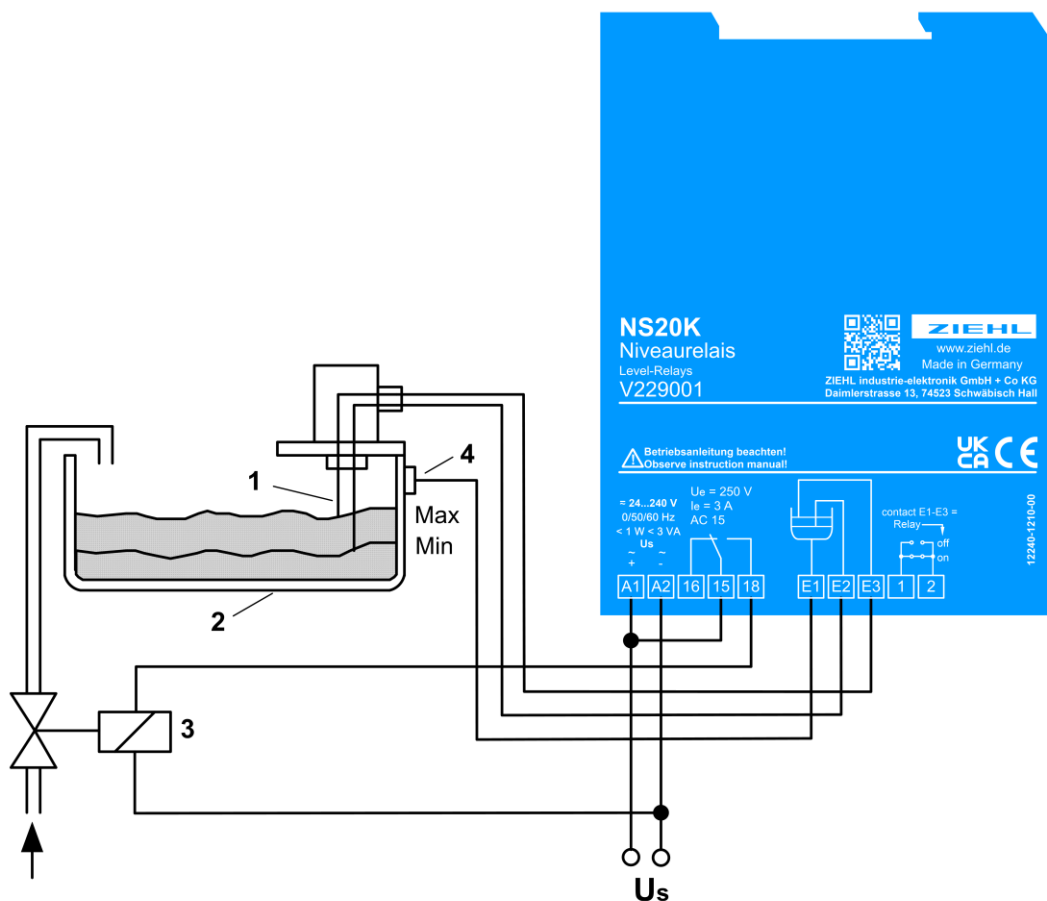 NS20K
Niveaurelais
Level-Relays
V229001
ZIEHL
www.ziehl.de
Made in Germany
ZIEHL industrie-elektronik GmbH + Co KG
Daimlerstrasse 13, 74523 Schwäbisch Hall
Betriebsanleitung beachten!
Observe instruction manual!
UK
CA CE
≂ 24...240 V
0/50/60 Hz
< 1 W < 3 VA
Us
~ ~
+ -
Ue = 250 V
Ie = 3 A
AC 15
contact E1-E3 =
Relay
off
on
12240-1210-00
A1 A2 16 15 18 E1 E2 E3 1 2
1
4
Max
Min
2
3
Us